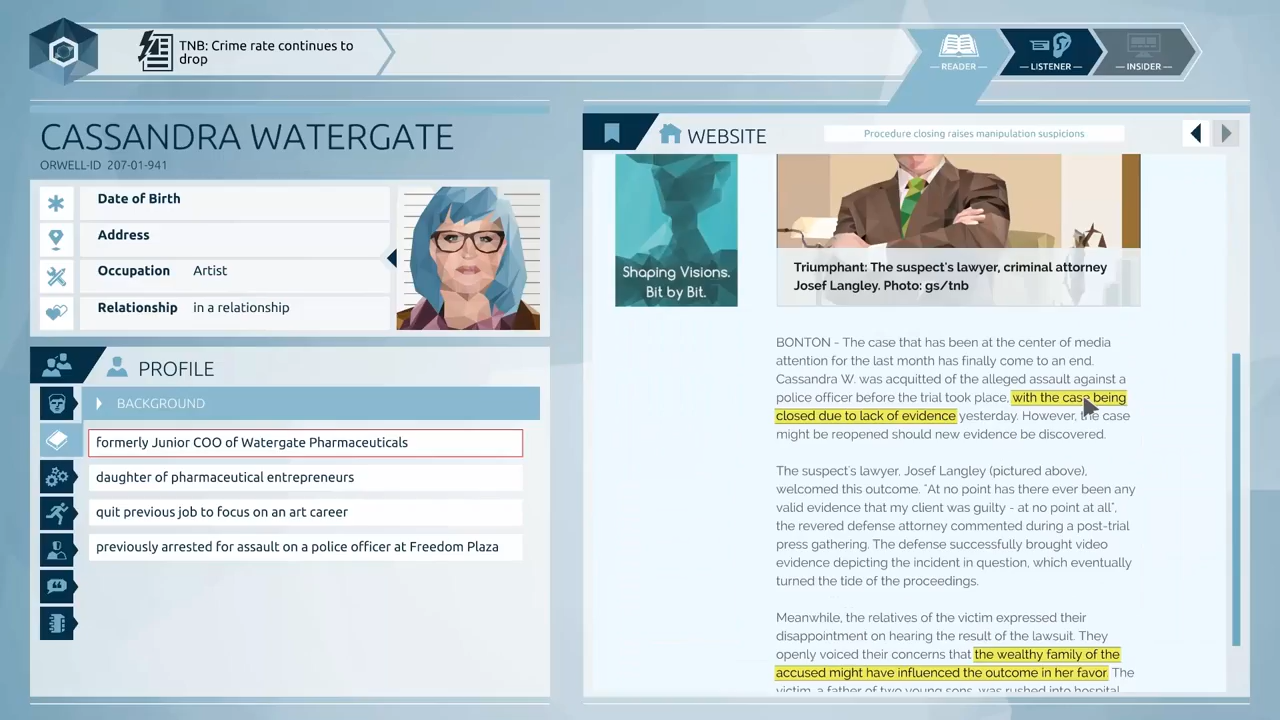 TNB: Crime rate continues to
drop
— READER —
— LISTENER —
— INSIDER —
CASSANDRA WATERGATE
ORWELL-ID 207-01-941
Date of Birth
Address
Occupation Artist
Relationship in a relationship
PROFILE
BACKGROUND
formerly Junior COO of Watergate Pharmaceuticals
daughter of pharmaceutical entrepreneurs
quit previous job to focus on an art career
previously arrested for assault on a police officer at Freedom Plaza
WEBSITE
Procedure closing raises manipulation suspicions
Shaping Visions.
Bit by Bit.
Triumphant: The suspect's lawyer, criminal attorney
Josef Langley. Photo: gs/tnb
BONTON - The case that has been at the center of media
attention for the last month has finally come to an end.
Cassandra W. was acquitted of the alleged assault against a
police officer before the trial took place, with the case being
closed due to lack of evidence yesterday. However, the case
might be reopened should new evidence be discovered.
The suspect's lawyer, Josef Langley (pictured above),
welcomed this outcome. "At no point has there ever been any
valid evidence that my client was guilty - at no point at all",
the revered defense attorney commented during a post-trial
press gathering. The defense successfully brought video
evidence depicting the incident in question, which eventually
turned the tide of the proceedings.
Meanwhile, the relatives of the victim expressed their
disappointment on hearing the result of the lawsuit. They
openly voiced their concerns that the wealthy family of the
accused might have influenced the outcome in her favor. The
victim, a father of two young sons, was rushed into hospital